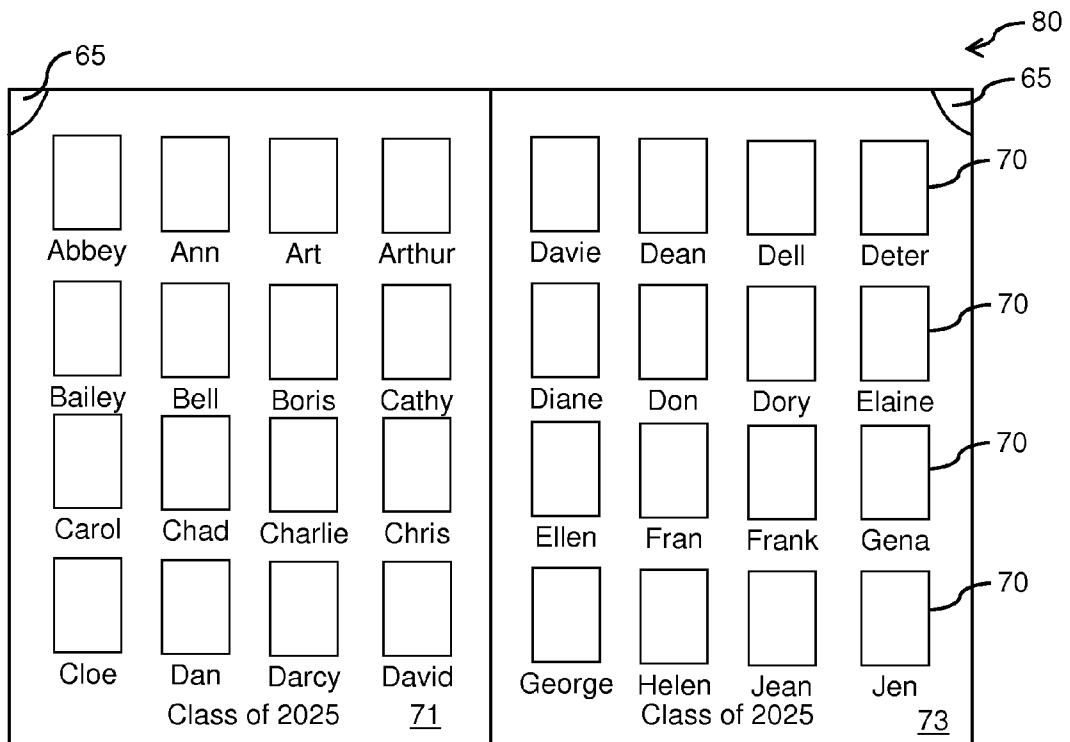 80
65
65
70
Abbey Ann Art Arthur
Davie Dean Dell Deter
70
Bailey Bell Boris Cathy
Diane Don Dory Elaine
70
Carol Chad Charlie Chris
Ellen Fran Frank Gena
70
Cloe Dan Darcy David
George Helen Jean Jen
Class of 2025 71
Class of 2025 73